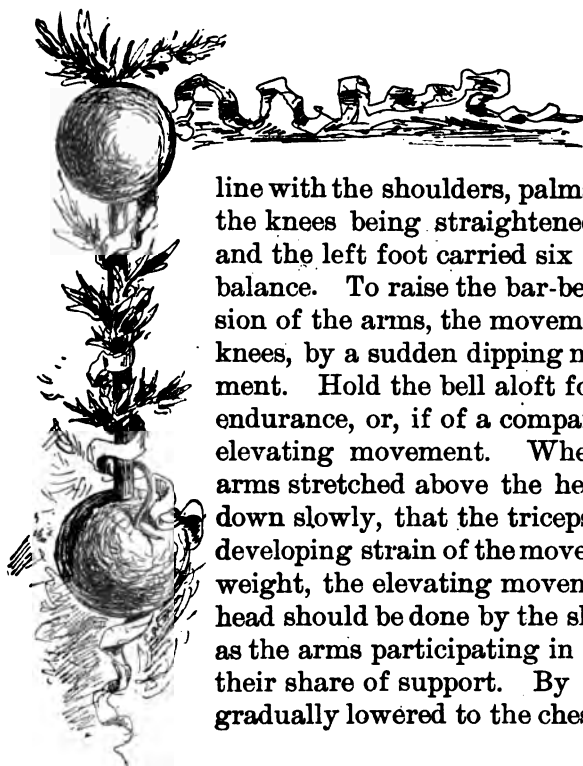 line with the shoulders, palm
the knees being straightene
and the left foot carried six
balance. To raise the bar-be
sion of the arms, the movem
knees, by a sudden dipping n
ment. Hold the bell aloft fo
endurance, or, if of a compa
elevating movement. Whe
arms stretched above the he
down slowly, that the triceps
developing strain of the move
weight, the elevating movem
head should be done by the sh
as the arms participating in
their share of support. By
gradually lowered to the ches